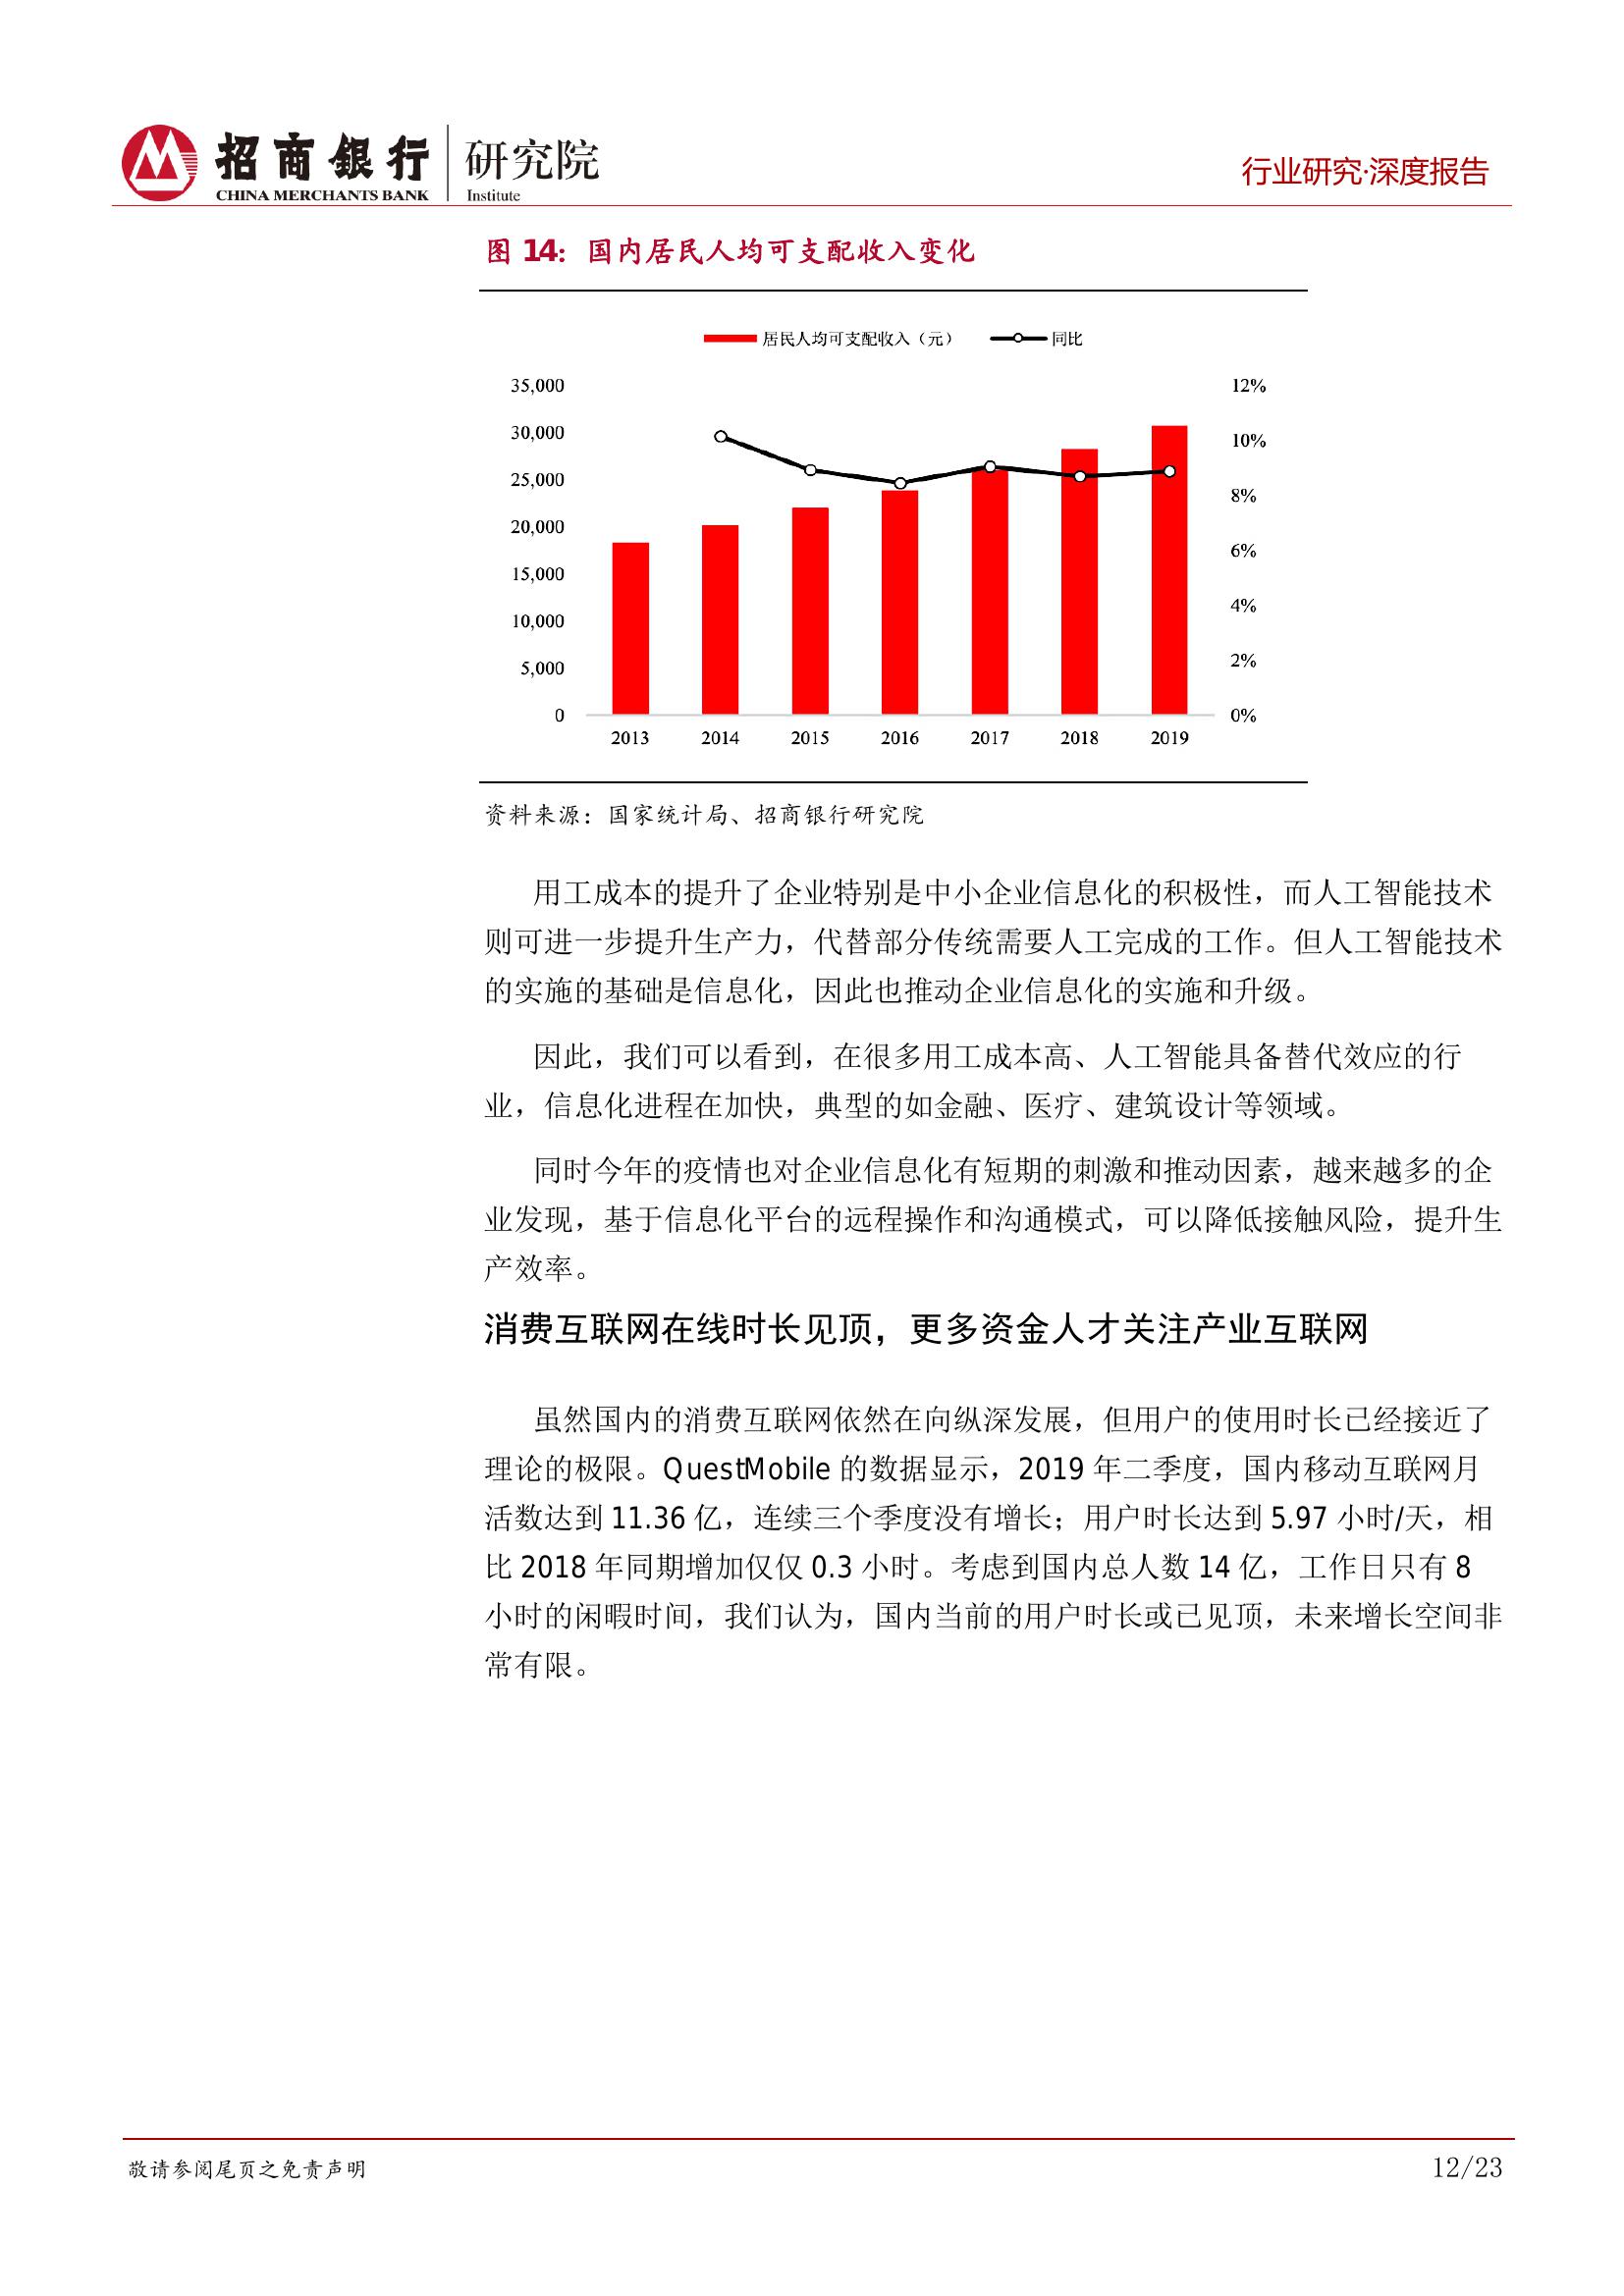 招商銀行
CHINA MERCHANTS BANK
研究院
Institute
行业研究·深度报告
图 14：国内居民人均可支配收入变化
居民人均可支配收入（元）
同比
35,000
30,000
25,000
20,000
15,000
10,000
5,000
0
12%
10%
8%
6%
4%
2%
0%
2013 2014 2015 2016 2017 2018 2019
资料来源：国家统计局、招商银行研究院
用工成本的提升了企业特别是中小企业信息化的积极性，而人工智能技术
则可进一步提升生产力，代替部分传统需要人工完成的工作。但人工智能技术
的实施的基础是信息化，因此也推动企业信息化的实施和升级。
因此，我们可以看到，在很多用工成本高、人工智能具备替代效应的行
业，信息化进程在加快，典型的如金融、医疗、建筑设计等领域。
同时今年的疫情也对企业信息化有短期的刺激和推动因素，越来越多的企
业发现，基于信息化平台的远程操作和沟通模式，可以降低接触风险，提升生
产效率。
消费互联网在线时长见顶，更多资金人才关注产业互联网
虽然国内的消费互联网依然在向纵深发展，但用户的使用时长已经接近了
理论的极限。QuestMobile 的数据显示，2019 年二季度，国内移动互联网月
活数达到 11.36 亿，连续三个季度没有增长；用户时长达到 5.97 小时/天，相
比 2018 年同期增加仅仅 0.3 小时。考虑到国内总人数 14 亿，工作日只有 8
小时的闲暇时间，我们认为，国内当前的用户时长或已见顶，未来增长空间非
常有限。
敬请参阅尾页之免责声明
12/23